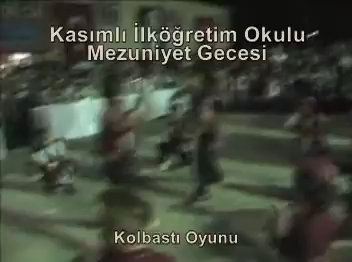 Kasımlı İlköğretim Okulu
Mezuniyet Gecesi
Kolbastı Oyunu